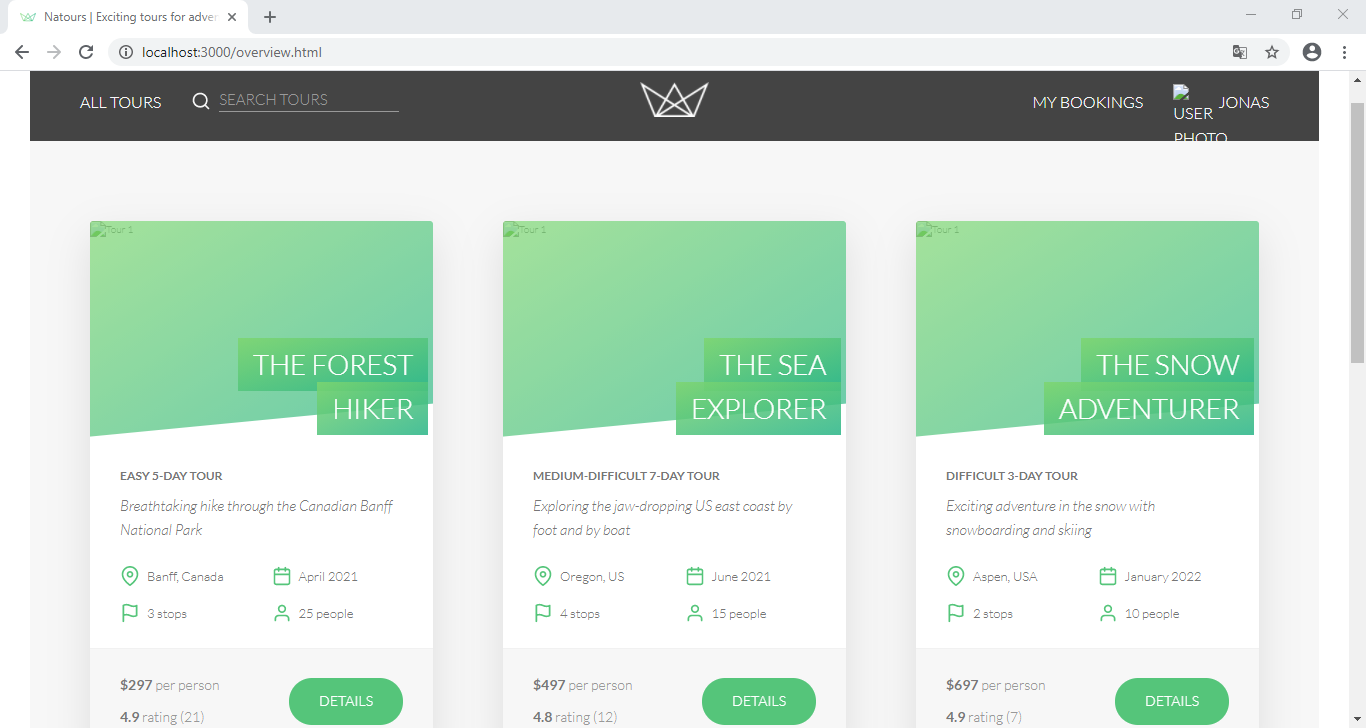 Natours | Exciting tours for adver
localhost:3000/overview.html
ALL TOURS
SEARCH TOURS
MY BOOKINGS
USER
PHOTO
JONAS
Tour 1
THE FOREST
HIKER
EASY 5-DAY TOUR
Breathtaking hike through the Canadian Banff
National Park
Banff, Canada
April 2021
3 stops
25 people
$297 per person
4.9 rating (21)
DETAILS
Tour 1
THE SEA
EXPLORER
MEDIUM-DIFFICULT 7-DAY TOUR
Exploring the jaw-dropping US east coast by
foot and by boat
Oregon, US
June 2021
4 stops
15 people
$497 per person
4.8 rating (12)
DETAILS
Tour 1
THE SNOW
ADVENTURER
DIFFICULT 3-DAY TOUR
Exciting adventure in the snow with
snowboarding and skiing
Aspen, USA
January 2022
2 stops
10 people
$697 per person
4.9 rating (7)
DETAILS